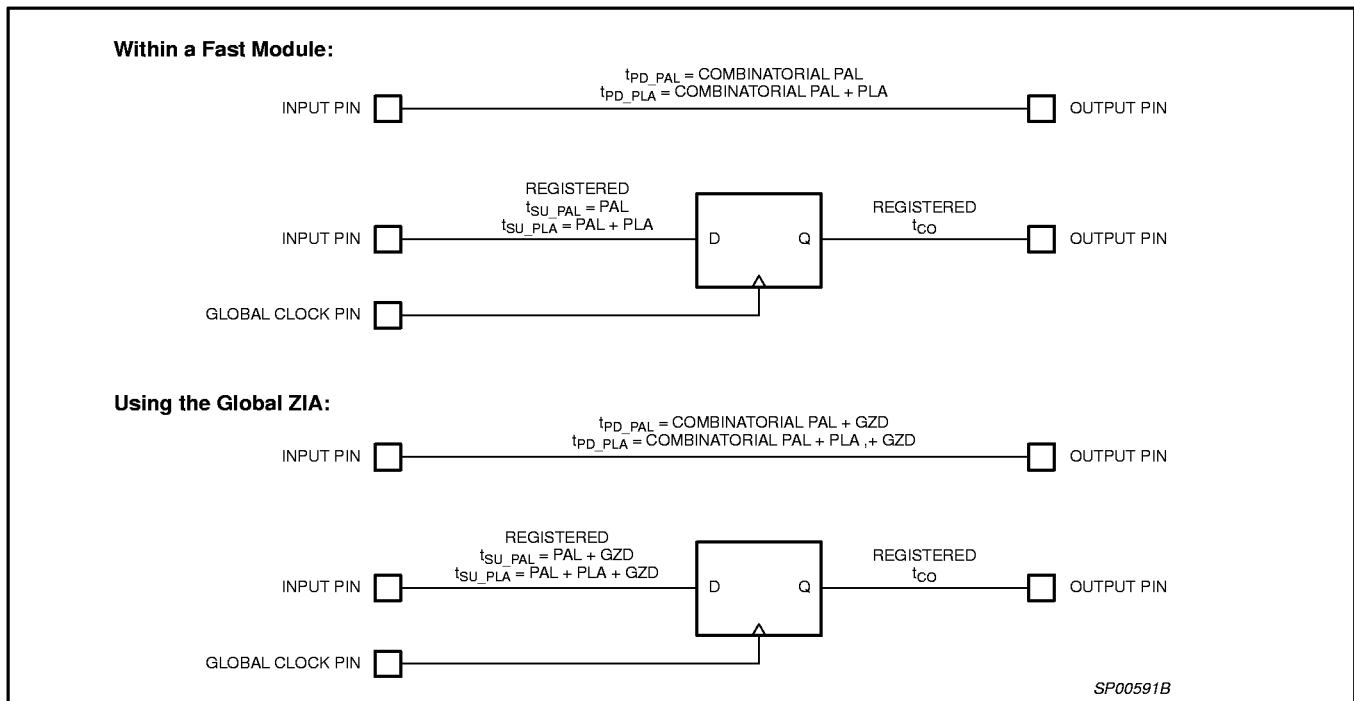 Within a Fast Module:
tPD_PAL = COMBINATORIAL PAL
tPD_PLA = COMBINATORIAL PAL + PLA
INPUT PIN
OUTPUT PIN
REGISTERED
tSU_PAL = PAL
tSU_PLA = PAL + PLA
REGISTERED
tCO
INPUT PIN
D
Q
OUTPUT PIN
GLOBAL CLOCK PIN
Using the Global ZIA:
tPD_PAL = COMBINATORIAL PAL + GZD
tPD_PLA = COMBINATORIAL PAL + PLA ,+ GZD
INPUT PIN
OUTPUT PIN
REGISTERED
tSU_PAL = PAL + GZD
tSU_PLA = PAL + PLA + GZD
REGISTERED
tCO
INPUT PIN
D
Q
OUTPUT PIN
GLOBAL CLOCK PIN
SP00591B